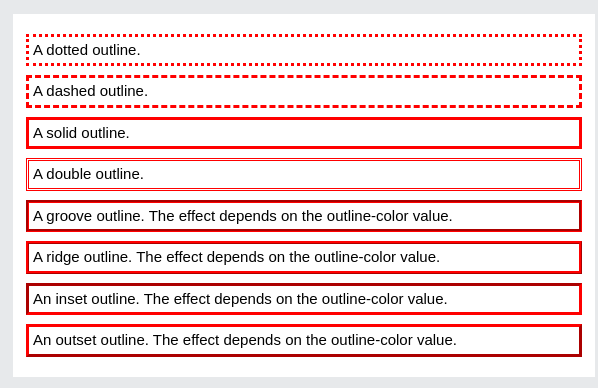 A dotted outline.
A dashed outline.
A solid outline.
A double outline.
A groove outline. The effect depends on the outline-color value.
A ridge outline. The effect depends on the outline-color value.
An inset outline. The effect depends on the outline-color value.
An outset outline. The effect depends on the outline-color value.